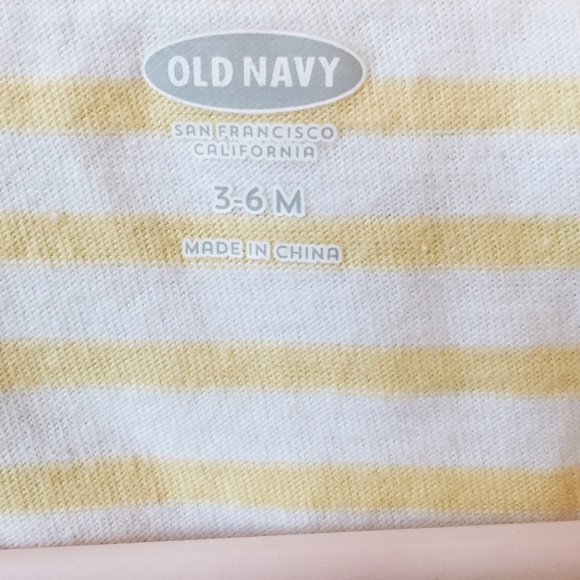 OLD NAVY
SAN FRANCISCO
CALIFORNIA
3-6 M
MADE IN CHINA